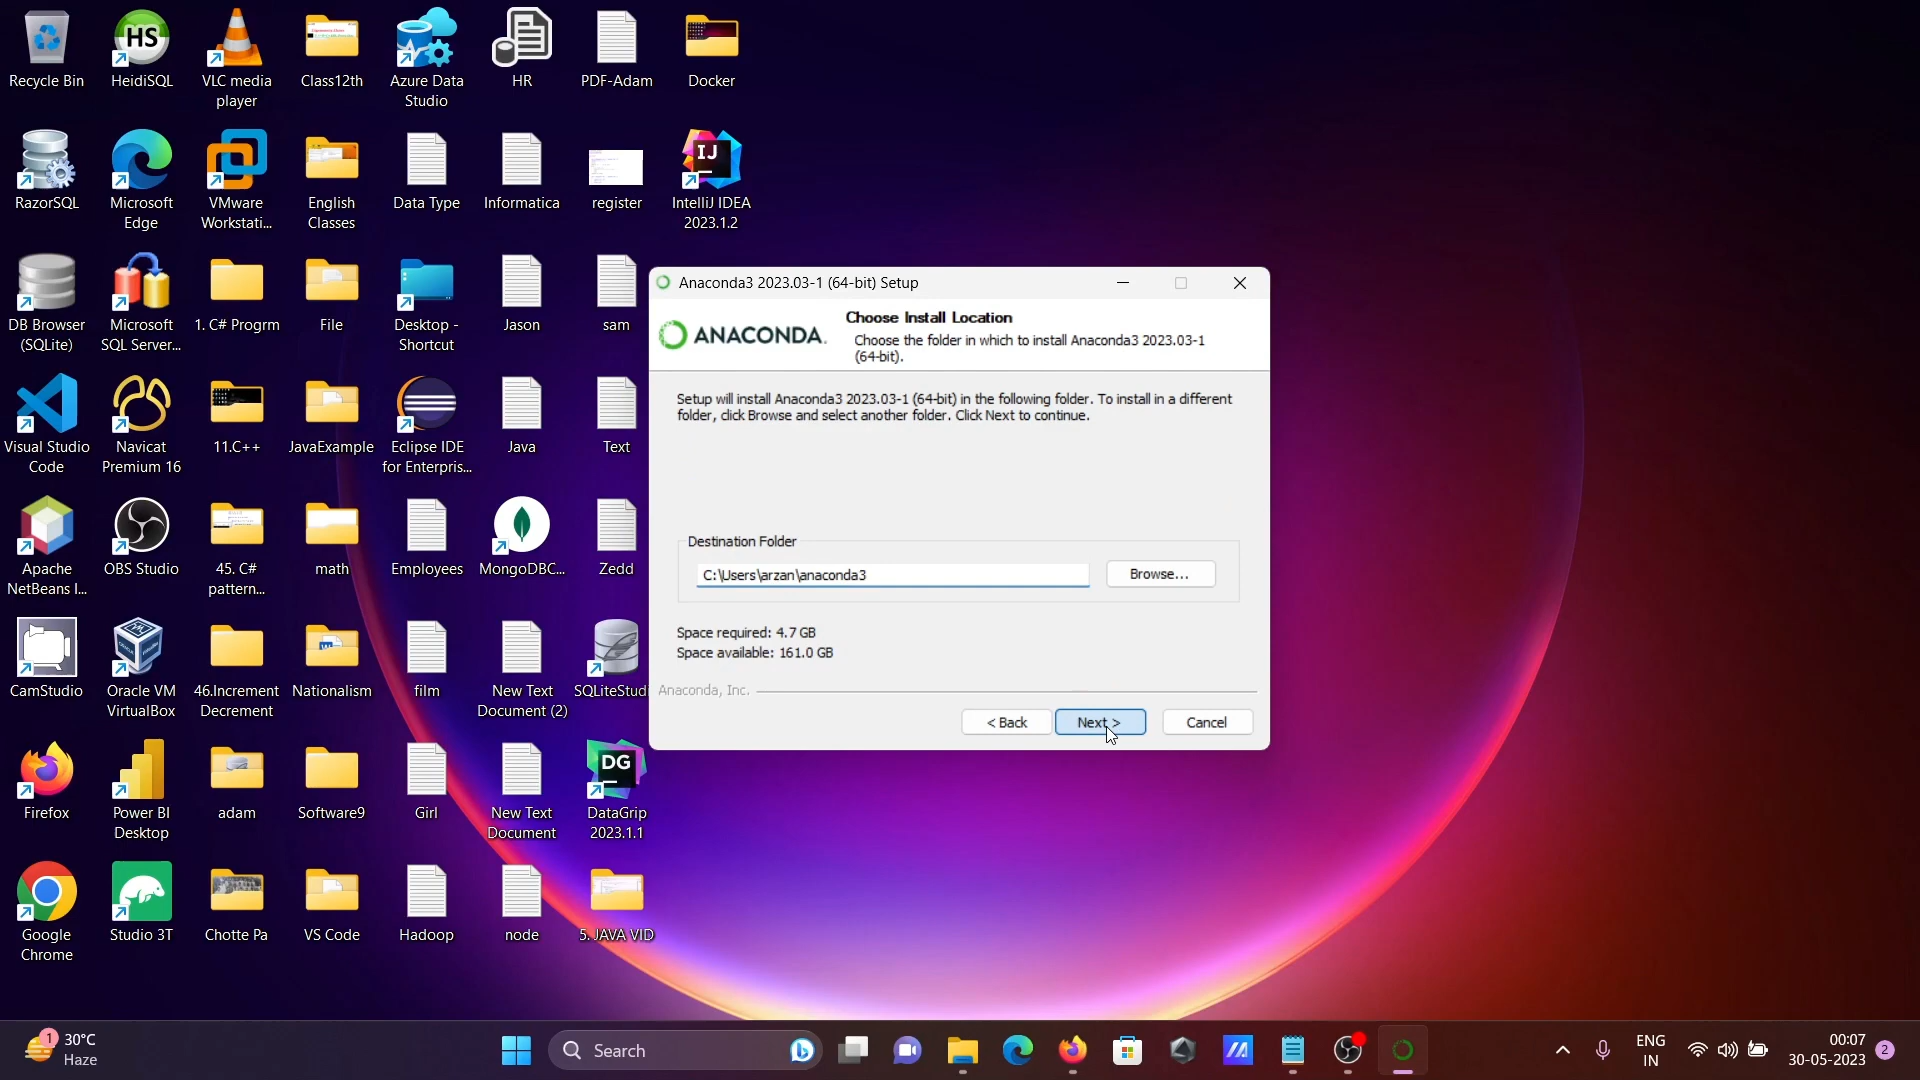 Recycle Bin
HeidiSQL
VLC media
player
Class12th
Azure Data
Studio
HR
PDF-Adam
Docker
RazorSQL
Microsoft
Edge
VMware
Workstati...
English
Classes
Data Type
Informatica
register
IntelliJ IDEA
2023.1.2
DB Browser
(SQLite)
Microsoft
SQL Server...
1. C# Progrm
File
Desktop -
Shortcut
Jason
sam
Visual Studio
Code
Navicat
Premium 16
11.C++
JavaExample
Eclipse IDE
for Enterpris...
Java
Text
Apache
NetBeans I...
OBS Studio
45. C#
pattern...
math
Employees
MongoDBC...
Zedd
CamStudio
Oracle VM
VirtualBox
46.Increment
Decrement
Nationalism
film
New Text
Document (2)
SQLiteStudi
Firefox
Power BI
Desktop
adam
Software9
Girl
New Text
Document
DataGrip
2023.1.1
Google
Chrome
Studio 3T
Chotte Pa
VS Code
Hadoop
node
5. JAVA VID
HS
IJ
DG
Anaconda3 2023.03-1 (64-bit) Setup
ANACONDA.
Choose Install Location
Choose the folder in which to install Anaconda3 2023.03-1
(64-bit).
Setup will install Anaconda3 2023.03-1 (64-bit) in the following folder. To install in a different
folder, click Browse and select another folder. Click Next to continue.
Destination Folder
C:\Users\arzan\anaconda3
Browse...
Space required: 4.7 GB
Space available: 161.0 GB
Anaconda, Inc.
< Back
Next >
Cancel
1
30°C
Haze
Search
ENG
IN
00:07
30-05-2023
2